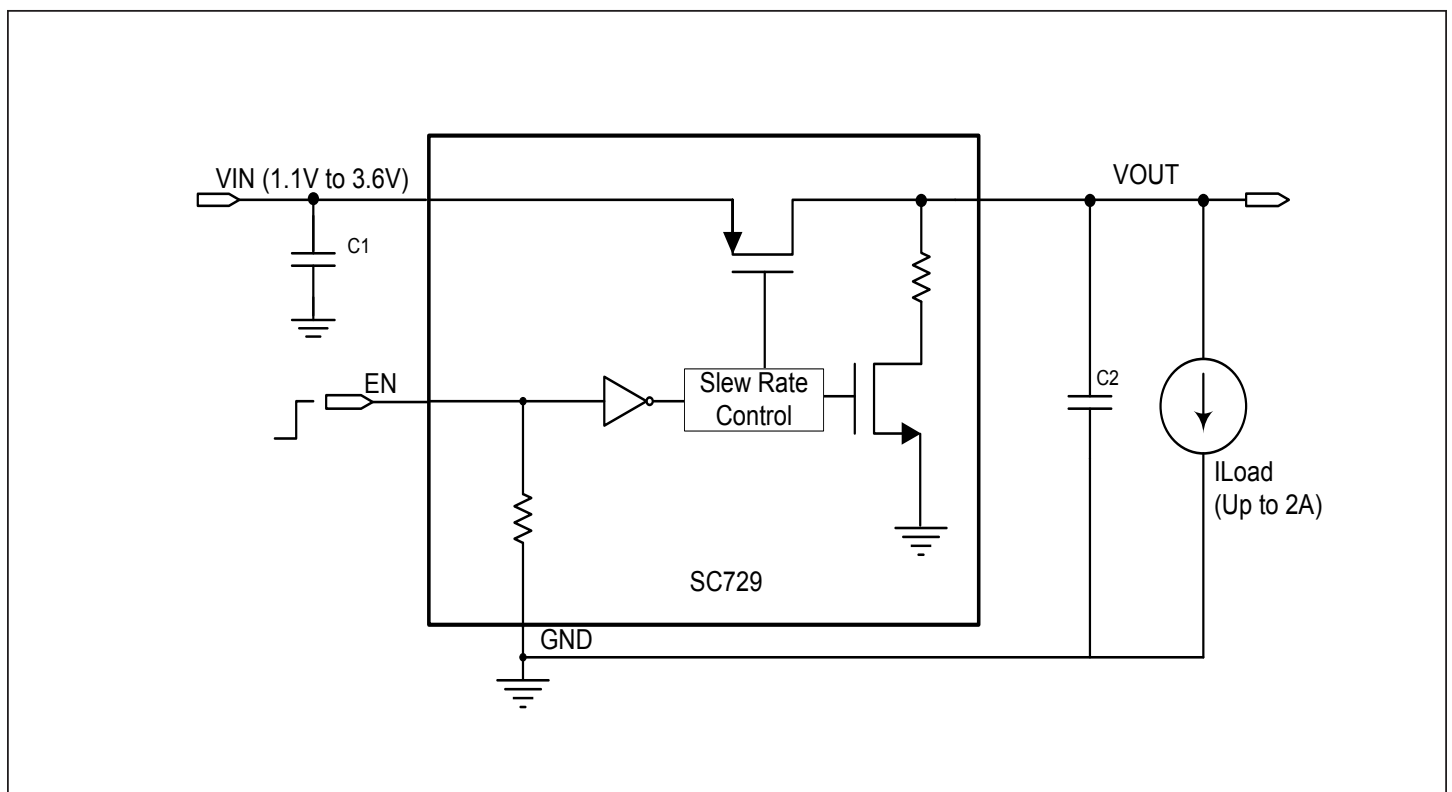 VIN (1.1V to 3.6V)
VOUT
C1
EN
Slew Rate
Control
C2
ILoad
(Up to 2A)
SC729
GND